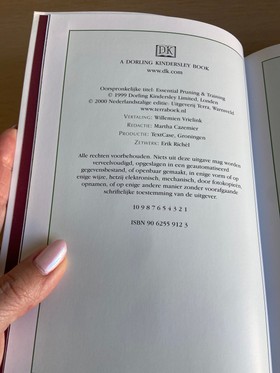 DK
A DORLING KINDERSLEY BOOK
www.dk.com
Oorspronkelijke titel: Essential Pruning & Training
© 1999 Dorling Kindersley Limited, London
© 2000 Nederlandstalige editie: Uitgeverij Terra, Warnsveld
www.terraboek.nl
VERTALING: Willemien Vrielink
REDACTIE: Martha Cazemier
PRODUCTIE: TextCase, Groningen
ZETWERK: Erik Richèl
Alle rechten voorbehouden. Niets uit deze uitgave mag worden
verveelvoudigd, opgeslagen in een geautomatiseerd
gegevensbestand, of openbaar gemaakt, in enige vorm of op
enige wijze, hetzij elektronisch, mechanisch, door fotokopieën,
opnamen, of op enige andere manier zonder voorafgaande
schriftelijke toestemming van de uitgever.
10 9 8 7 6 5 4 3 2 1
ISBN 90 6255 912 3